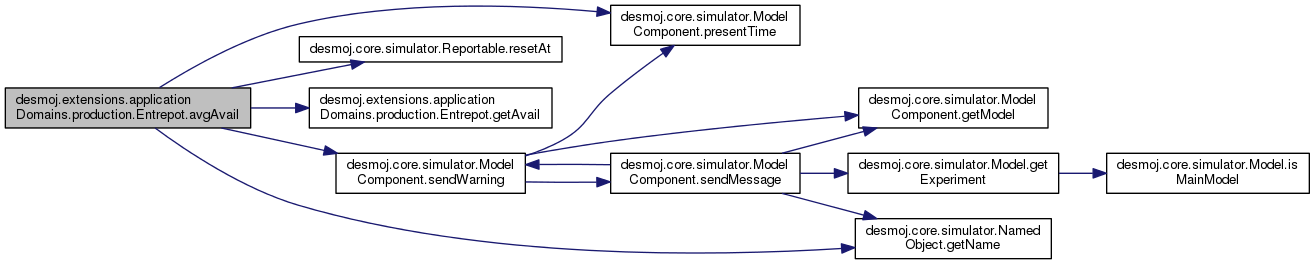 desmoj.core.simulator.Model
Component.presentTime
desmoj.core.simulator.Reportable.resetAt
desmoj.extensions.application
Domains.production.Entrepot.avgAvail
desmoj.extensions.application
Domains.production.Entrepot.getAvail
desmoj.core.simulator.Model
Component.getModel
desmoj.core.simulator.Model
Component.sendWarning
desmoj.core.simulator.Model
Component.sendMessage
desmoj.core.simulator.Model.get
Experiment
desmoj.core.simulator.Model.is
MainModel
desmoj.core.simulator.Named
Object.getName